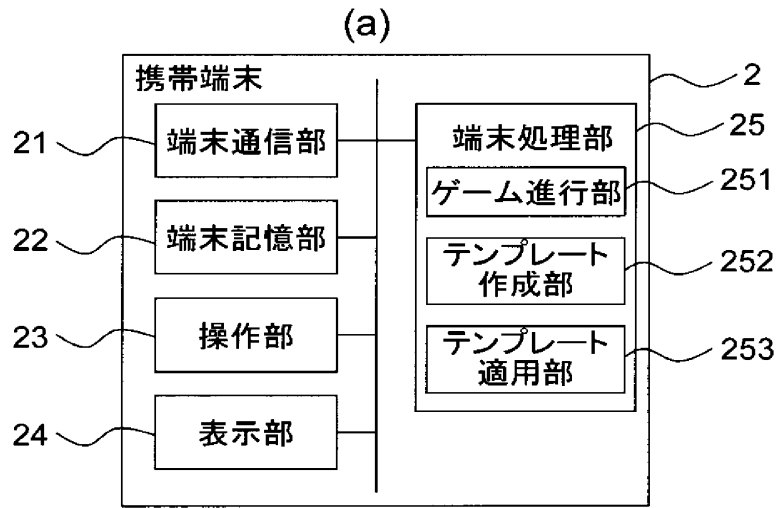 (a)
携帯端末
2
21
端末通信部
端末処理部
25
ゲーム進行部
251
22
端末記憶部
テンプレート
作成部
252
23
操作部
テンプレート
適用部
253
24
表示部